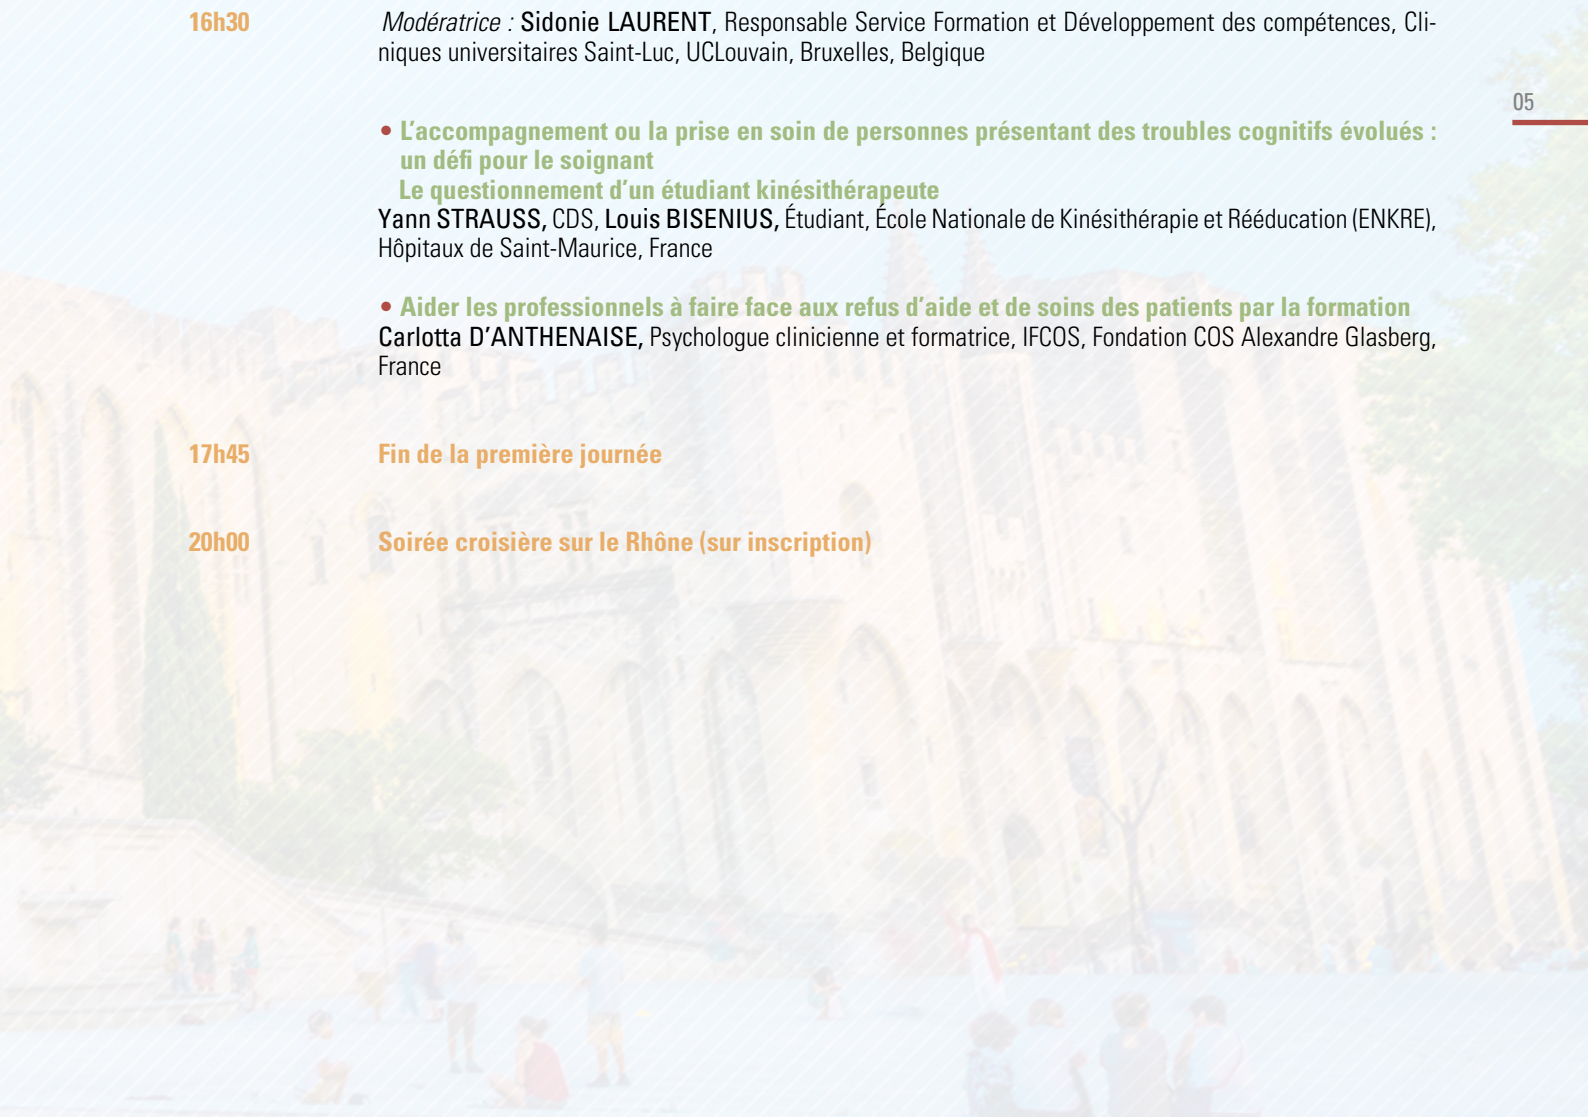 16h30 Modératrice : Sidonie LAURENT, Responsable Service Formation et Développement des compétences, Cli-
niques universitaires Saint-Luc, UCLouvain, Bruxelles, Belgique
05
• L’accompagnement ou la prise en soin de personnes présentant des troubles cognitifs évolués :
un défi pour le soignant
Le questionnement d’un étudiant kinésithérapeute
Yann STRAUSS, CDS, Louis BISENIUS, Étudiant, École Nationale de Kinésithérapie et Rééducation (ENKRE),
Hôpitaux de Saint-Maurice, France
• Aider les professionnels à faire face aux refus d’aide et de soins des patients par la formation
Carlotta D’ANTHENAISE, Psychologue clinicienne et formatrice, IFCOS, Fondation COS Alexandre Glasberg,
France
17h45 Fin de la première journée
20h00 Soirée croisière sur le Rhône (sur inscription)